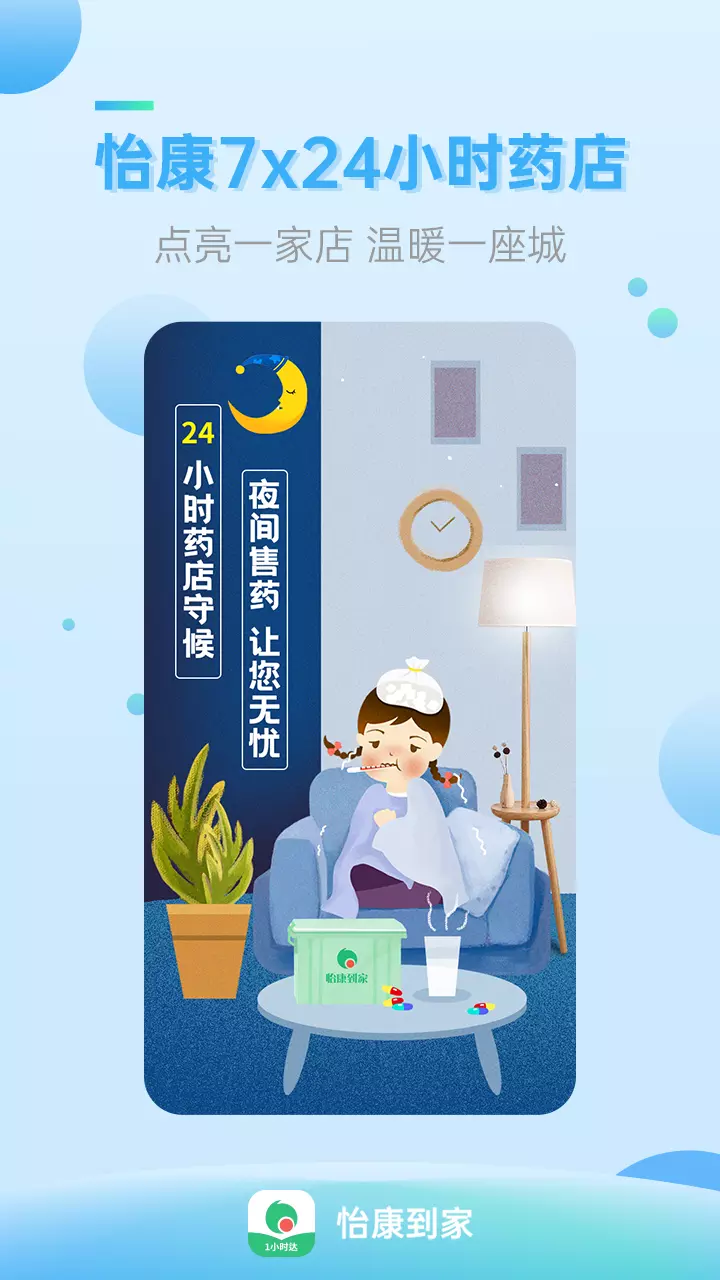 怡康7x24小时药店
点亮一家店 温暖一座城
24小时药店守候
夜间售药 让您无忧
怡康到家
1小时达
怡康到家